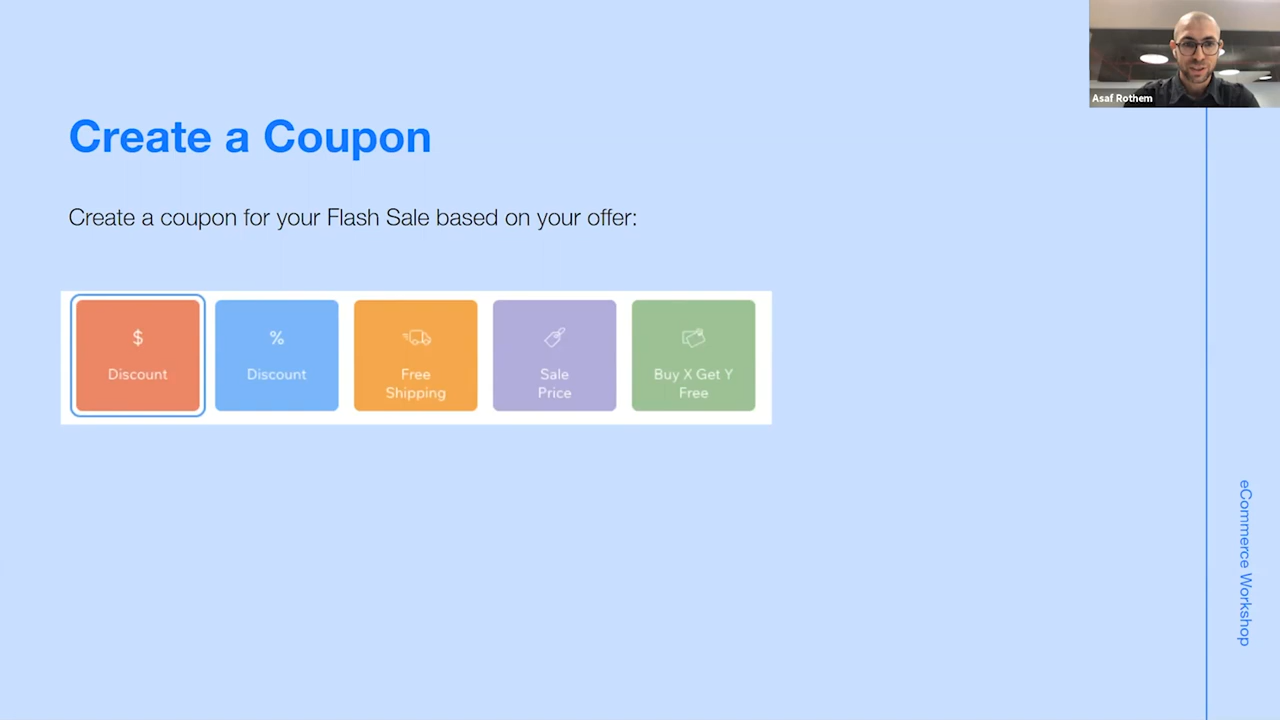 Asaf Rothem
Create a Coupon
Create a coupon for your Flash Sale based on your offer:
$
Discount
%
Discount
Free
Shipping
Sale
Price
Buy X Get Y
Free
eCommerce Workshop